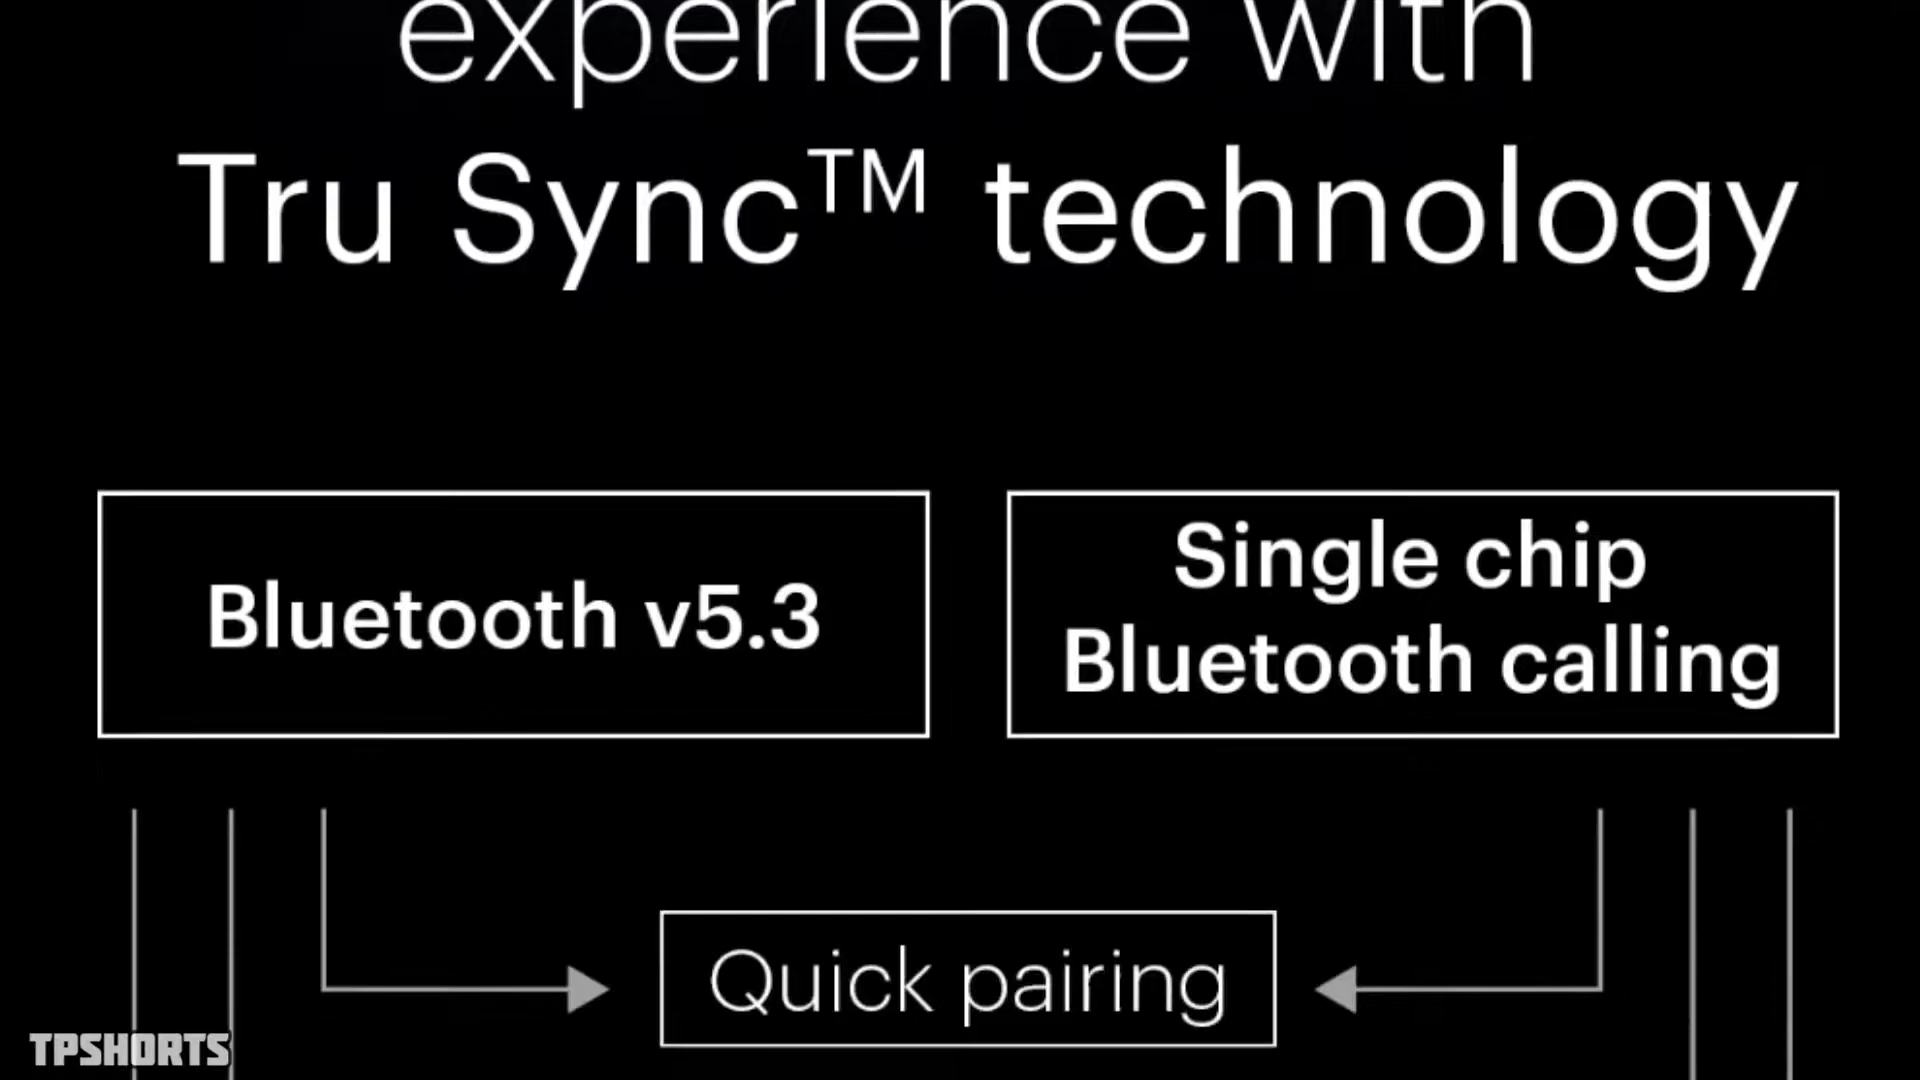 experience with
Tru Sync™ technology
Bluetooth v5.3
Single chip
Bluetooth calling
Quick pairing
TPSHORTS